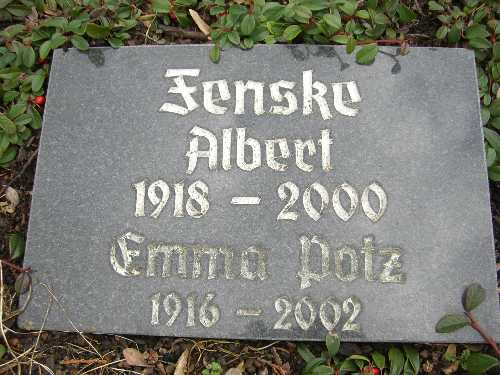 Fenske
Albert
1918 – 2000
Emma Potz
1916 – 2002